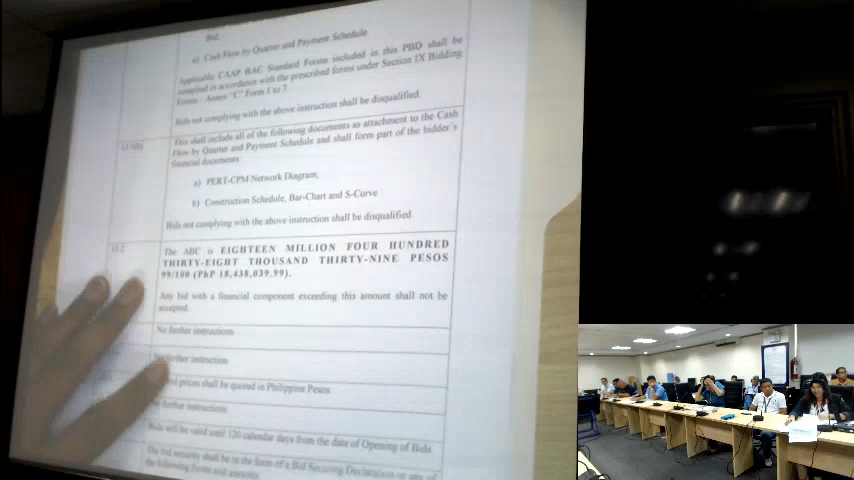 Bid.
a) Cash Flow by Quarter and Payment Schedule
Applicable CAAP BAC Standard Forms included in this PBD shall be
complied in accordance with the prescribed forms under Section IX Bidding
Forms - Annex "C" Form 1 to 7
Bids not complying with the above instruction shall be disqualified.
This shall include all of the following documents as attachment to the Cash
Flow by Quarter and Payment Schedule and shall form part of the bidder's
financial documents:
a) PERT-CPM Network Diagram;
b) Construction Schedule, Bar-Chart and S-Curve
Bids not complying with the above instruction shall be disqualified
The ABC is EIGHTEEN MILLION FOUR HUNDRED
THIRTY-EIGHT THOUSAND THIRTY-NINE PESOS
99/100 (PhP 18,438,039.99).
Any bid with a financial component exceeding this amount shall not be
accepted.
No further instructions.
further instruction.
prices shall be quoted in Philippine Pesos
further instructions
Bids will be valid until 120 calendar days from the date of Opening of Bids
The bid security shall be in the form of a Bid Securing Declaration or any of
the following forms and amounts